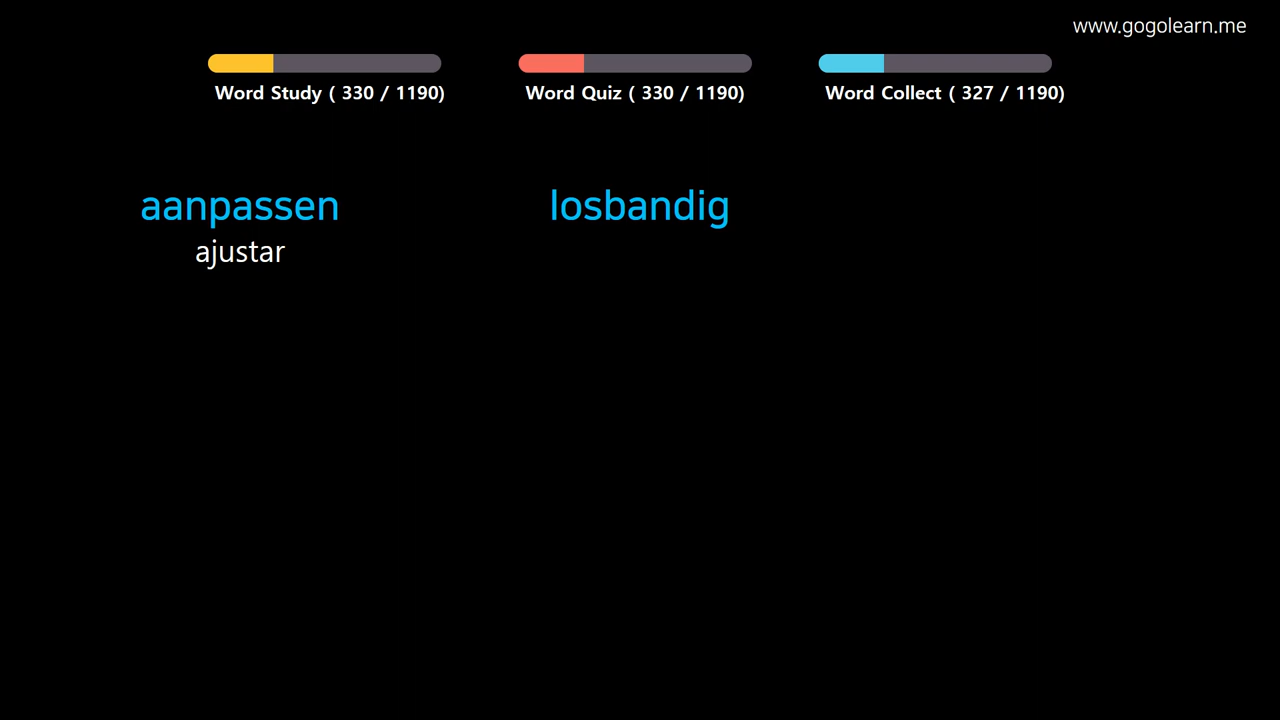 www.gogolearn.me
Word Study ( 330 / 1190)
Word Quiz ( 330 / 1190)
Word Collect ( 327 / 1190)
aanpassen
ajustar
losbandig